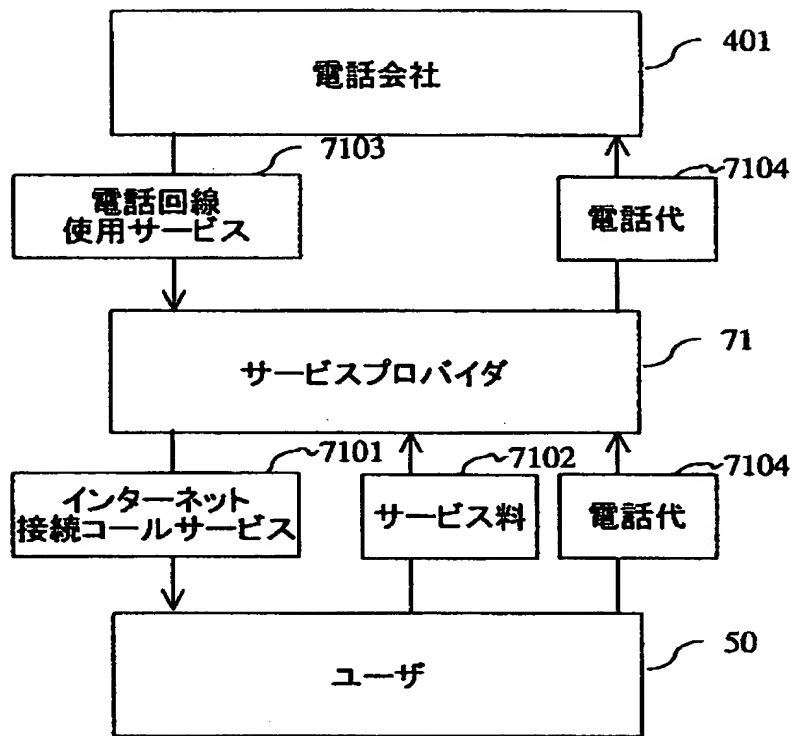 電話会社
401
7103
電話回線
使用サービス
7104
電話代
サービスプロバイダ
71
7101
インターネット
接続コールサービス
7102
サービス料
7104
電話代
ユーザ
50